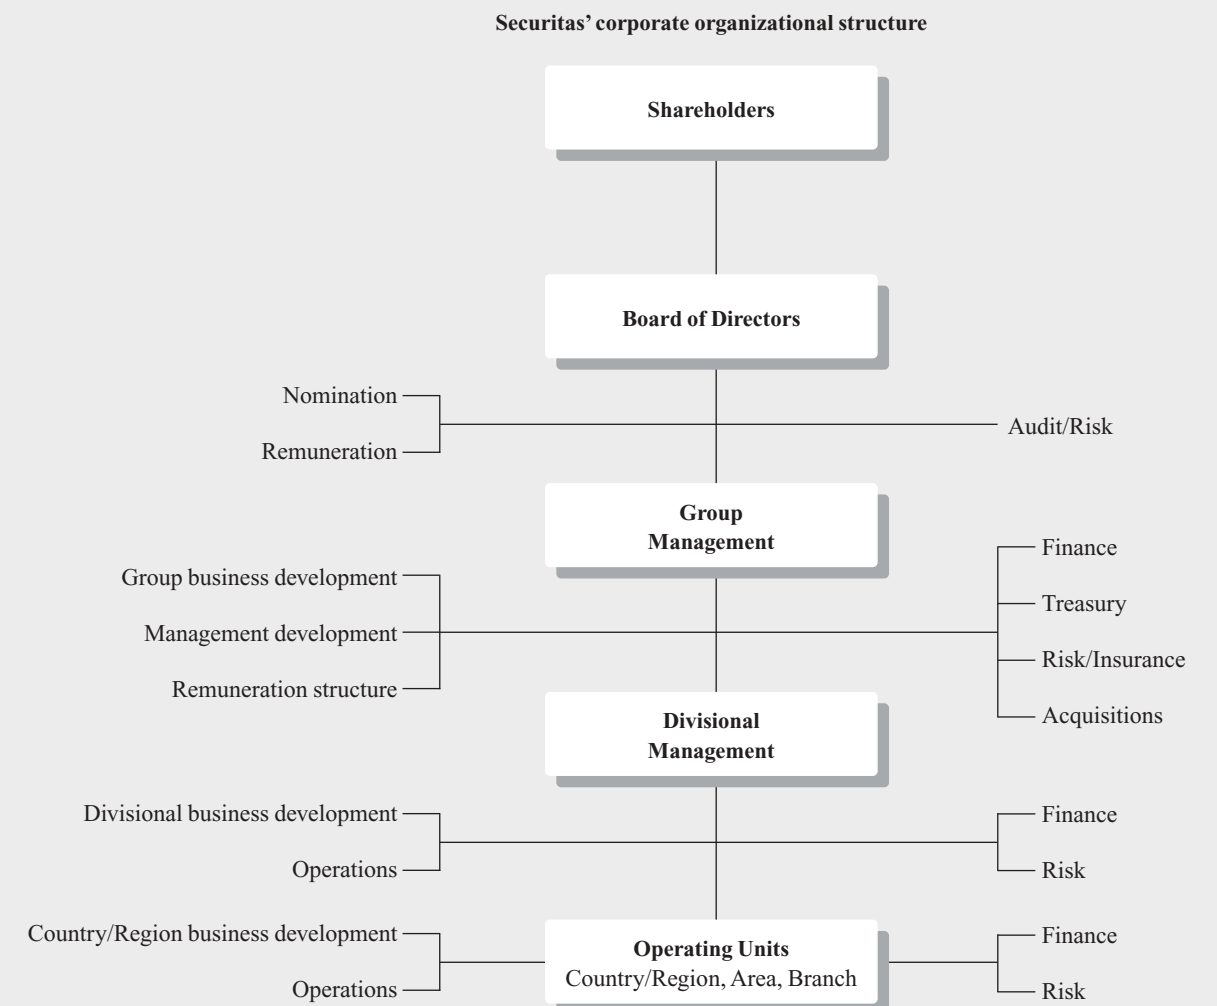 Securitas’ corporate organizational structure
Shareholders
Board of Directors
Nomination
Remuneration
Audit/Risk
Group
Management
Group business development
Management development
Remuneration structure
Finance
Treasury
Risk/Insurance
Acquisitions
Divisional
Management
Divisional business development
Operations
Finance
Risk
Country/Region business development
Operations
Operating Units
Country/Region, Area, Branch
Finance
Risk